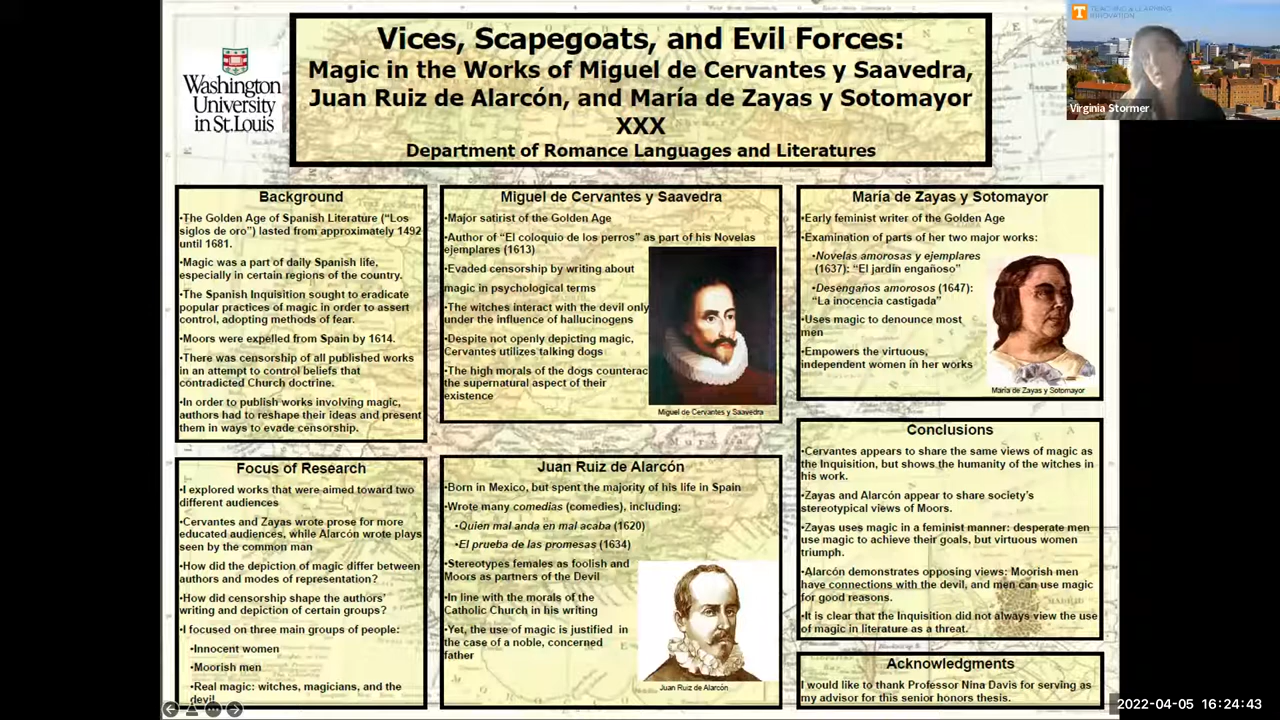 Vices, Scapegoats, and Evil Forces:
Magic in the Works of Miguel de Cervantes y Saavedra,
Juan Ruiz de Alarcón, and María de Zayas y Sotomayor
XXX
Department of Romance Languages and Literatures
Washington
University
in St. Louis
TEACHING & LEARNING
INNOVATION
Virginia Stormer
Background
•The Golden Age of Spanish Literature (“Los
siglos de oro”) lasted from approximately 1492
until 1681.
•Magic was a part of daily Spanish life,
especially in certain regions of the country.
•The Spanish Inquisition sought to eradicate
popular practices of magic in order to assert
control, adopting methods of fear.
•Moors were expelled from Spain by 1614.
•There was censorship of all published works
in an attempt to control beliefs that
contradicted Church doctrine.
•In order to publish works involving magic,
authors had to reshape their ideas and present
them in ways to evade censorship.
Focus of Research
•I explored works that were aimed toward two
different audiences
•Cervantes and Zayas wrote prose for more
educated audiences, while Alarcón wrote plays
seen by the common man
•How did the depiction of magic differ between
authors and modes of representation?
•How did censorship shape the authors’
writing and depiction of certain groups?
•I focused on three main groups of people:
•Innocent women
•Moorish men
•Real magic: witches, magicians, and the
devil
Miguel de Cervantes y Saavedra
•Major satirist of the Golden Age
•Author of “El coloquio de los perros” as part of his Novelas
ejemplares (1613)
•Evaded censorship by writing about
magic in psychological terms
•The witches interact with the devil only
under the influence of hallucinogens
•Despite not openly depicting magic,
Cervantes utilizes talking dogs
•The high morals of the dogs counterac
the supernatural aspect of their
existence
Miguel de Cervantes y Saavedra
Juan Ruiz de Alarcón
•Born in Mexico, but spent the majority of his life in Spain
•Wrote many comedias (comedies), including:
•Quien mal anda en mal acaba (1620)
•El prueba de las promesas (1634)
•Stereotypes females as foolish and
Moors as partners of the Devil
•In line with the morals of the
Catholic Church in his writing
•Yet, the use of magic is justified in
the case of a noble, concerned
father
Juan Ruiz de Alarcón
María de Zayas y Sotomayor
•Early feminist writer of the Golden Age
•Examination of parts of her two major works:
•Novelas amorosas y ejemplares
(1637): “El jardín engañoso”
•Desengaños amorosos (1647):
“La inocencia castigada”
•Uses magic to denounce most
men
•Empowers the virtuous,
independent women in her works
María de Zayas y Sotomayor
Conclusions
•Cervantes appears to share the same views of magic as
the Inquisition, but shows the humanity of the witches in
his work.
•Zayas and Alarcón appear to share society’s
stereotypical views of Moors.
•Zayas uses magic in a feminist manner: desperate men
use magic to achieve their goals, but virtuous women
triumph.
•Alarcón demonstrates opposing views: Moorish men
have connections with the devil, and men can use magic
for good reasons.
•It is clear that the Inquisition did not always view the use
of magic in literature as a threat.
Acknowledgments
I would like to thank Professor Nina Davis for serving as
my advisor for this senior honors thesis.
2022-04-05 16:24:43